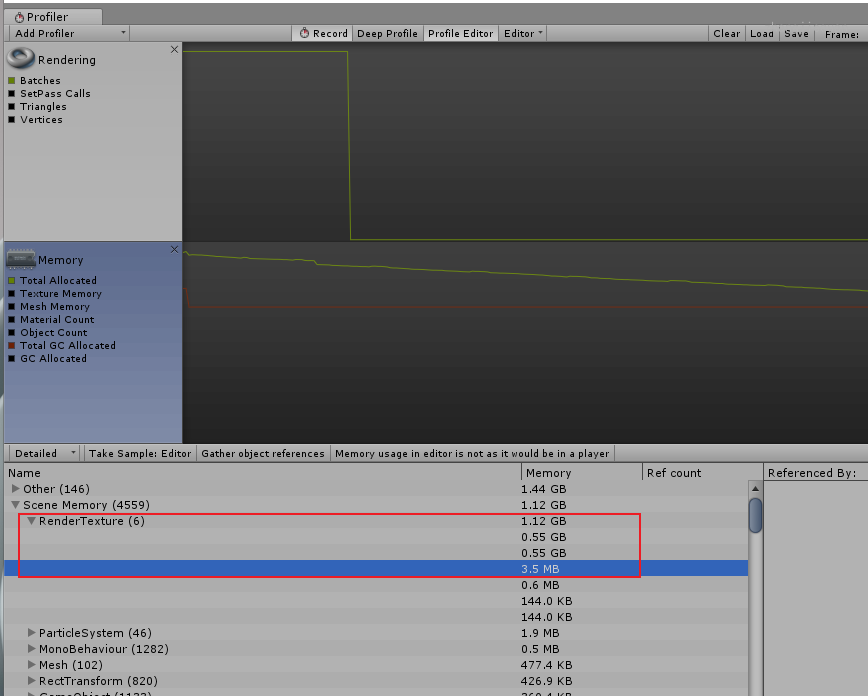 Profiler
Add Profiler Record Deep Profile Profile Editor Editor Clear Load Save Frame:
Rendering
Batches
SetPass Calls
Triangles
Vertices
Memory
Total Allocated
Texture Memory
Mesh Memory
Material Count
Object Count
Total GC Allocated
GC Allocated
Detailed Take Sample: Editor Gather object references Memory usage in editor is not as it would be in a player
Name Memory Ref count Referenced By:
Other (146) 1.44 GB
Scene Memory (4559) 1.12 GB
RenderTexture (6) 1.12 GB
0.55 GB
0.55 GB
3.5 MB
0.6 MB
144.0 KB
144.0 KB
ParticleSystem (46) 1.9 MB
MonoBehaviour (1282) 0.5 MB
Mesh (102) 477.4 KB
RectTransform (820) 426.9 KB